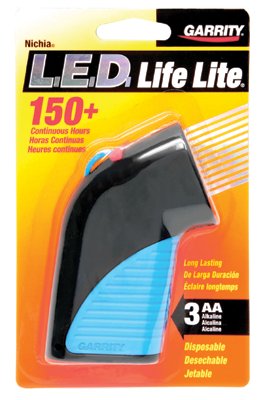 GARRITY®
Nichia®
L.E.D. Life Lite®
150+
Continuous Hours
Horas Continuas
Heures continues
Long Lasting
De Larga Duración
Éclaire longtemps
3 AA
Alkaline
Alcalina
Alcaline
Disposable
Desechable
Jetable
GARRITY